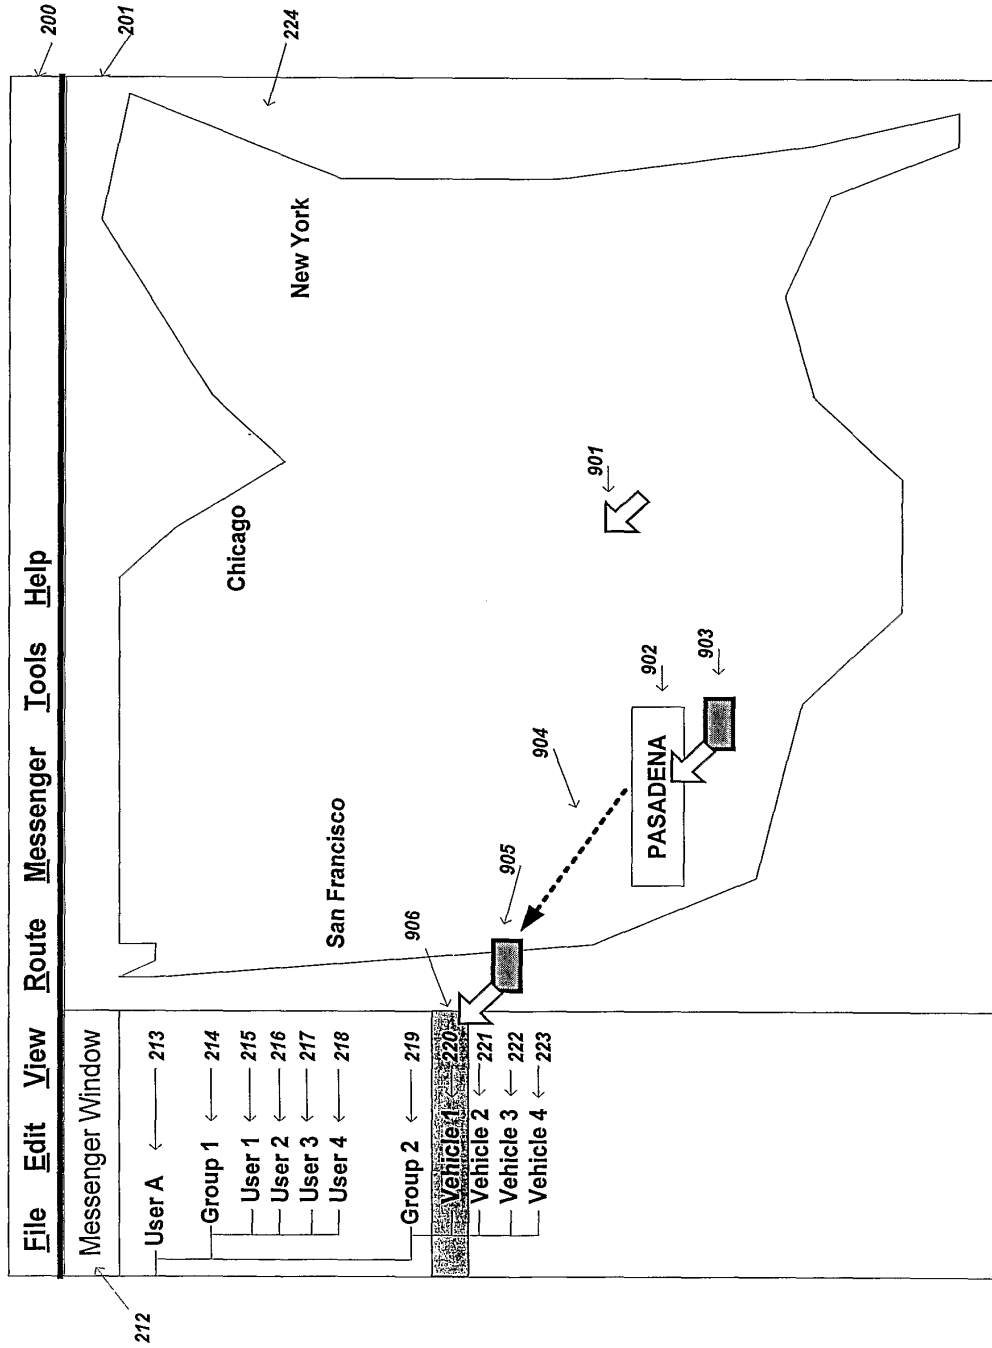 File Edit View Route Messenger Tools Help
200
201
212
Messenger Window
224
User A 213
Group 1 214
User 1 215
User 2 216
User 3 217
User 4 218
Group 2 219
Vehicle 1 220
Vehicle 2 221
Vehicle 3 222
Vehicle 4 223
Chicago
New York
San Francisco
906
905
904
901
902
PASADENA
903